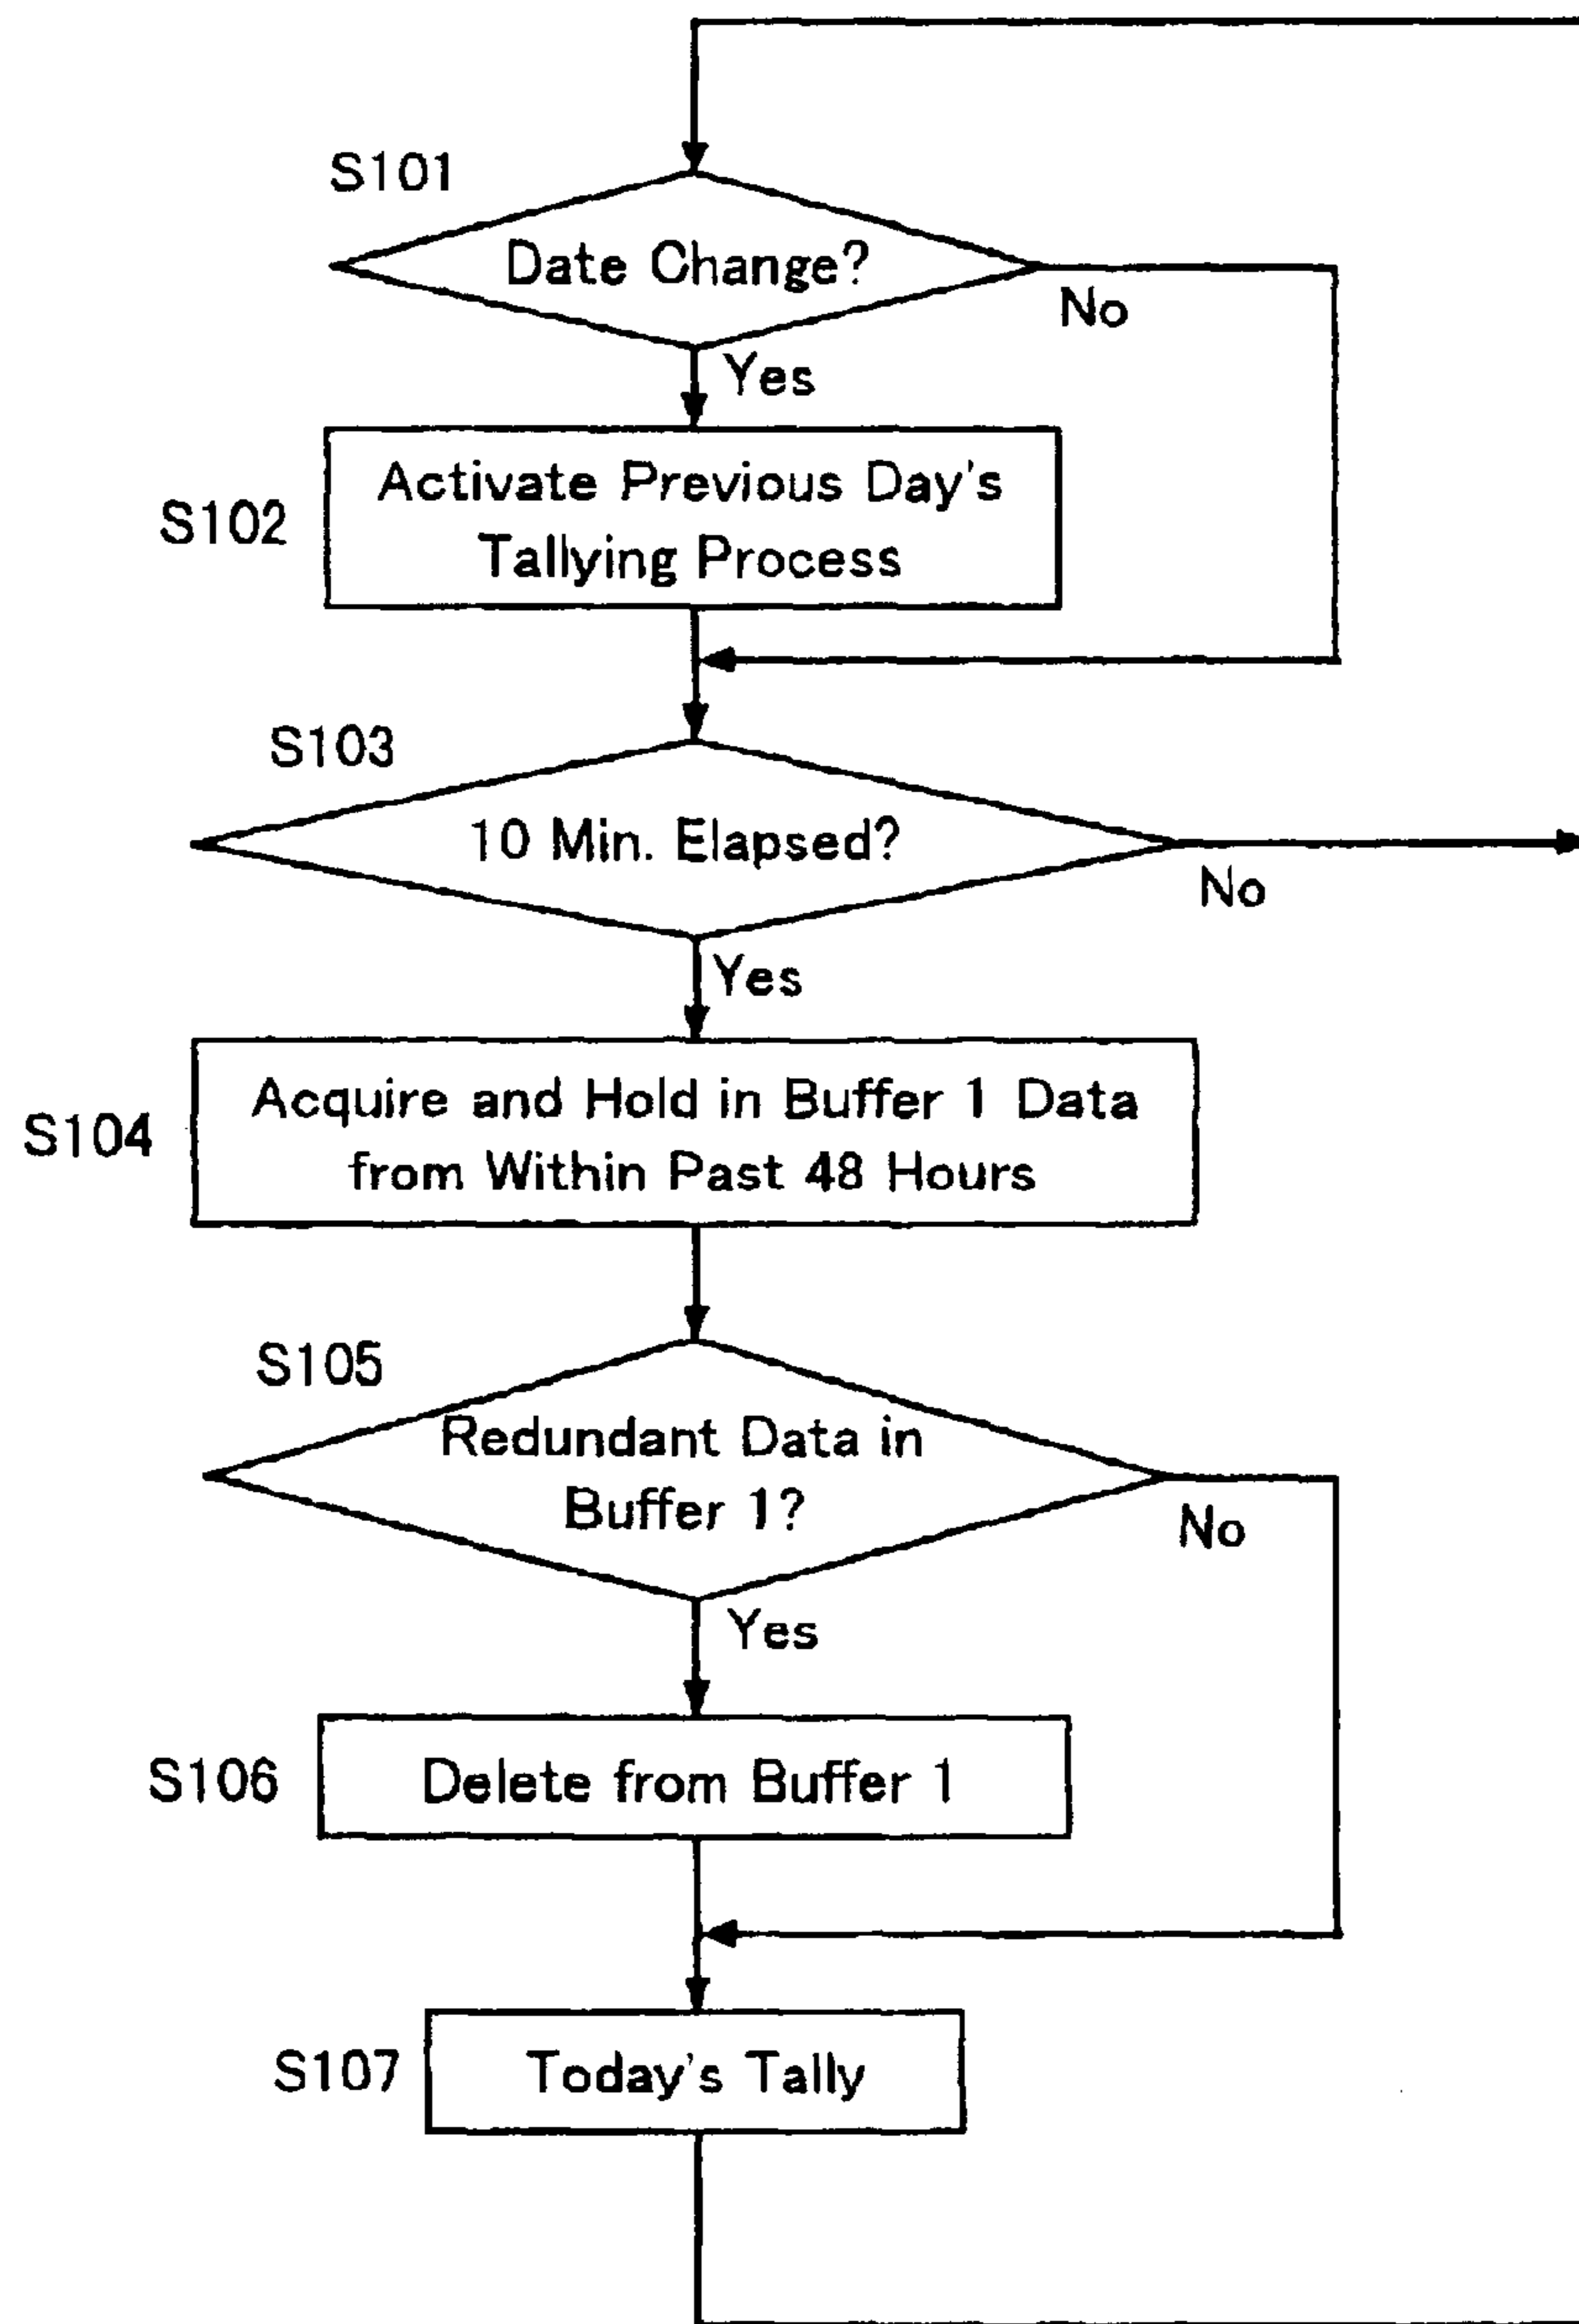 S101
Date Change?
No
Yes
S102
Activate Previous Day's
Tallying Process
S103
10 Min. Elapsed?
No
Yes
S104
Acquire and Hold in Buffer 1 Data
from Within Past 48 Hours
S105
Redundant Data in
Buffer 1?
No
Yes
S106
Delete from Buffer 1
S107
Today's Tally